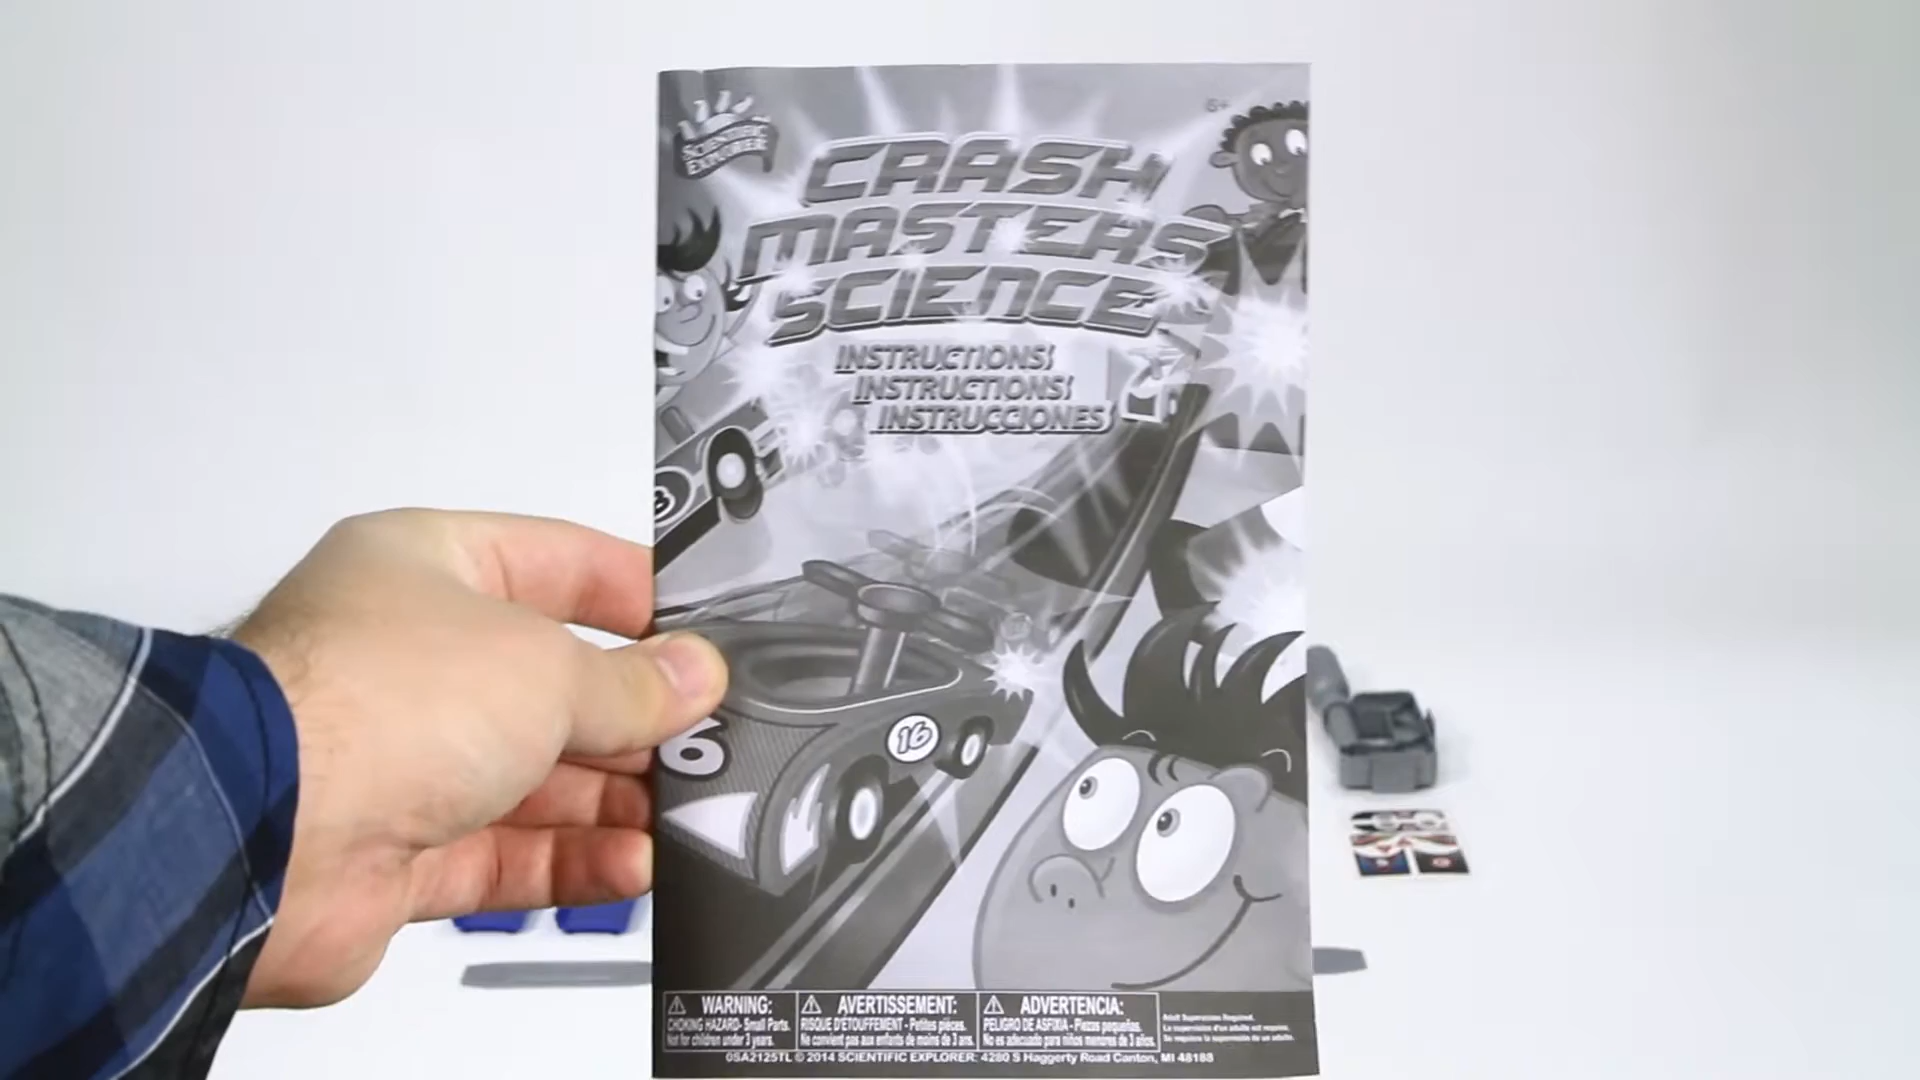 SCIENTIFIC
EXPLORER
6+
CRASH
MASTERS
SCIENCE
INSTRUCTIONS/
INSTRUCTIONS/
INSTRUCCIONES
8
6
16
WARNING:
CHOKING HAZARD- Small Parts.
Not for children under 3 years.
AVERTISSEMENT:
RISQUE D'ÉTOUFFEMENT - Petites pièces.
Ne convient pas aux enfants de moins de 3 ans.
ADVERTENCIA:
PELIGRO DE ASFIXIA - Piezas pequeñas.
No es adecuado para niños menores de 3 años.
Adult Supervision Required.
La supervision d'un adulte est requise.
Se requiere la supervisión de un adulto.
0SA2125TL © 2014 SCIENTIFIC EXPLORER: 4280 S Haggerty Road Canton, MI 48188